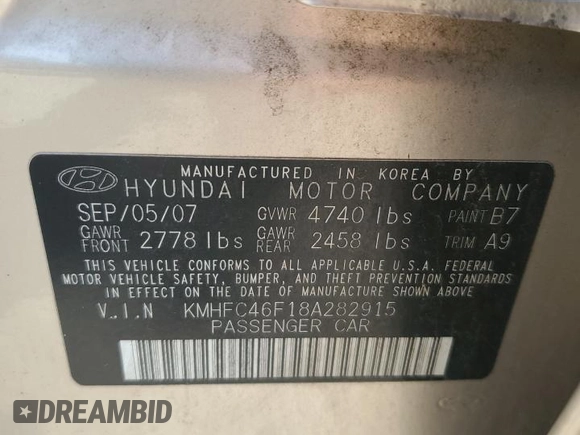 MANUFACTURED IN KOREA BY
HYUNDAI MOTOR COMPANY
SEP/05/07 GVWR 4740 lbs PAINT B7
GAWR FRONT 2778 lbs GAWR REAR 2458 lbs TRIM A9
THIS VEHICLE CONFORMS TO ALL APPLICABLE U.S.A. FEDERAL
MOTOR VEHICLE SAFETY, BUMPER, AND THEFT PREVENTION STANDARDS
IN EFFECT ON THE DATE OF MANUFACTURE SHOWN ABOVE
V.I.N KMHFC46F18A282915
PASSENGER CAR
DREAMBID